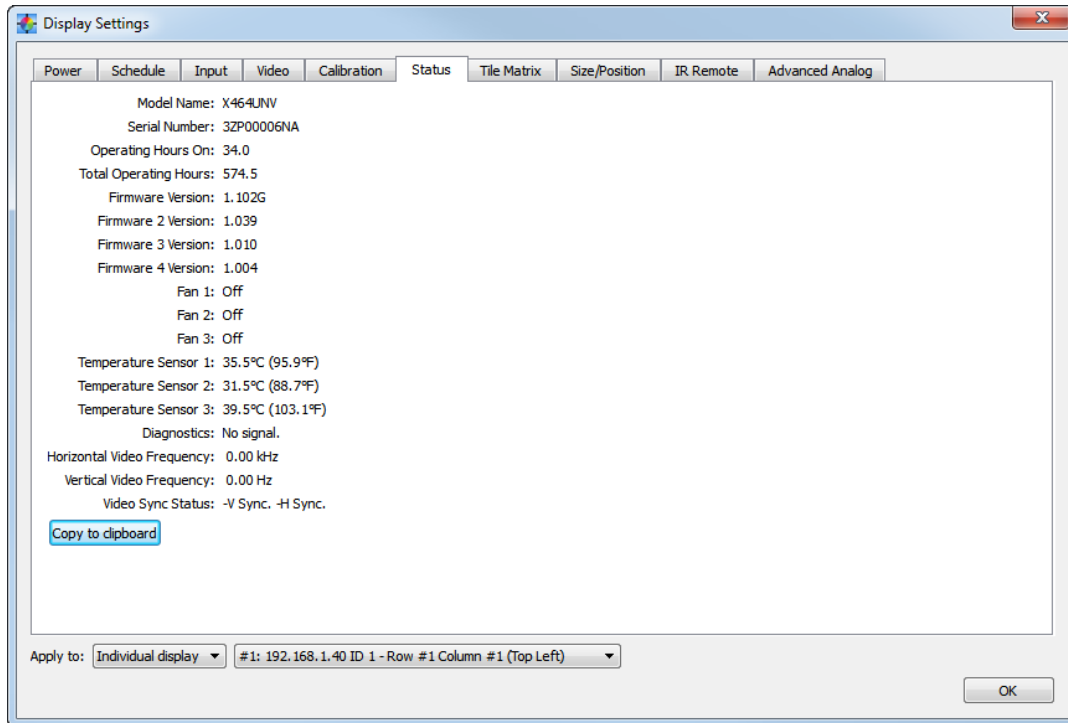 Display Settings
Power Schedule Input Video Calibration Status Tile Matrix Size/Position IR Remote Advanced Analog
Model Name: X464UNV
Serial Number: 3ZP00006NA
Operating Hours On: 34.0
Total Operating Hours: 574.5
Firmware Version: 1.102G
Firmware 2 Version: 1.039
Firmware 3 Version: 1.010
Firmware 4 Version: 1.004
Fan 1: Off
Fan 2: Off
Fan 3: Off
Temperature Sensor 1: 35.5ºC (95.9ºF)
Temperature Sensor 2: 31.5ºC (88.7ºF)
Temperature Sensor 3: 39.5ºC (103.1ºF)
Diagnostics: No signal.
Horizontal Video Frequency: 0.00 kHz
Vertical Video Frequency: 0.00 Hz
Video Sync Status: -V Sync. -H Sync.
Copy to clipboard
Apply to: Individual display #1: 192.168.1.40 ID 1 - Row #1 Column #1 (Top Left)
OK